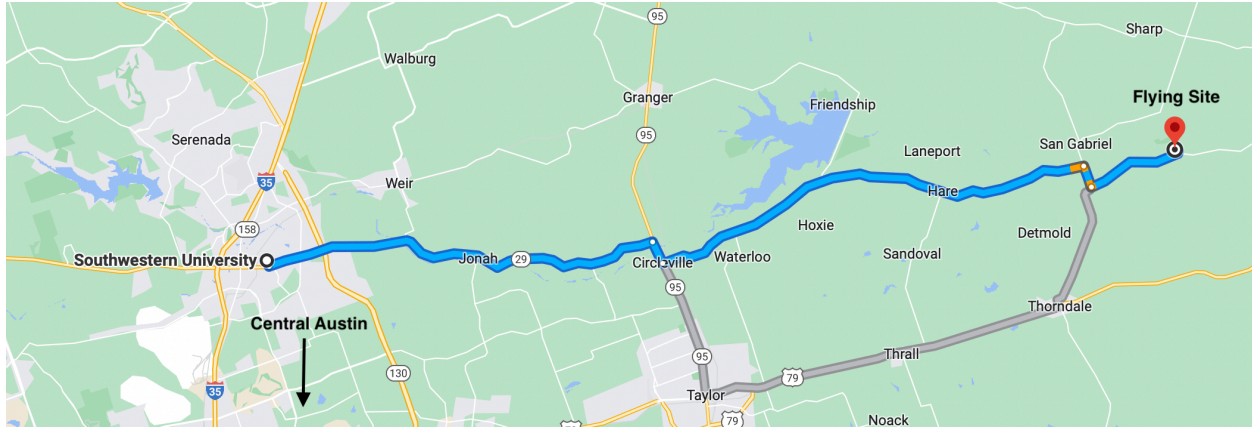 95
Sharp
Walburg
Granger
Flying Site
Friendship
95
Serenada
San Gabriel
Laneport
35
Weir
Hare
158
Hoxie
Detmold
Southwestern University
Jonah
29
Circleville
Waterloo
Sandoval
95
Thorndale
Central Austin
95
Thrall
130
79
35
Taylor
79
Noack